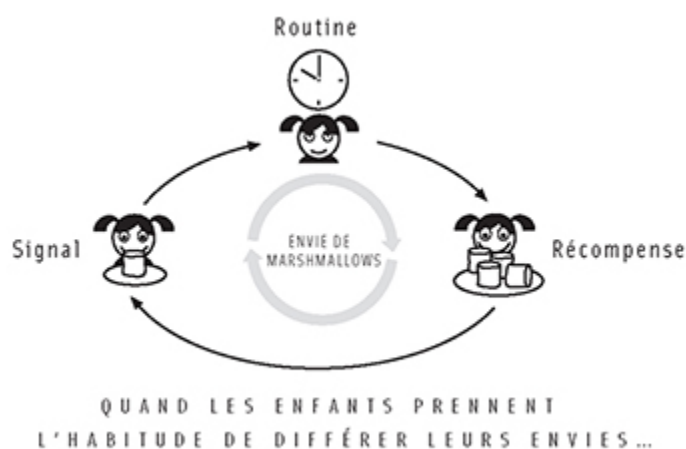 Routine
Signal
ENVIE DE
MARSHMALLOWS
Récompense
QUAND LES ENFANTS PRENNENT
L'HABITUDE DE DIFFÉRER LEURS ENVIES...